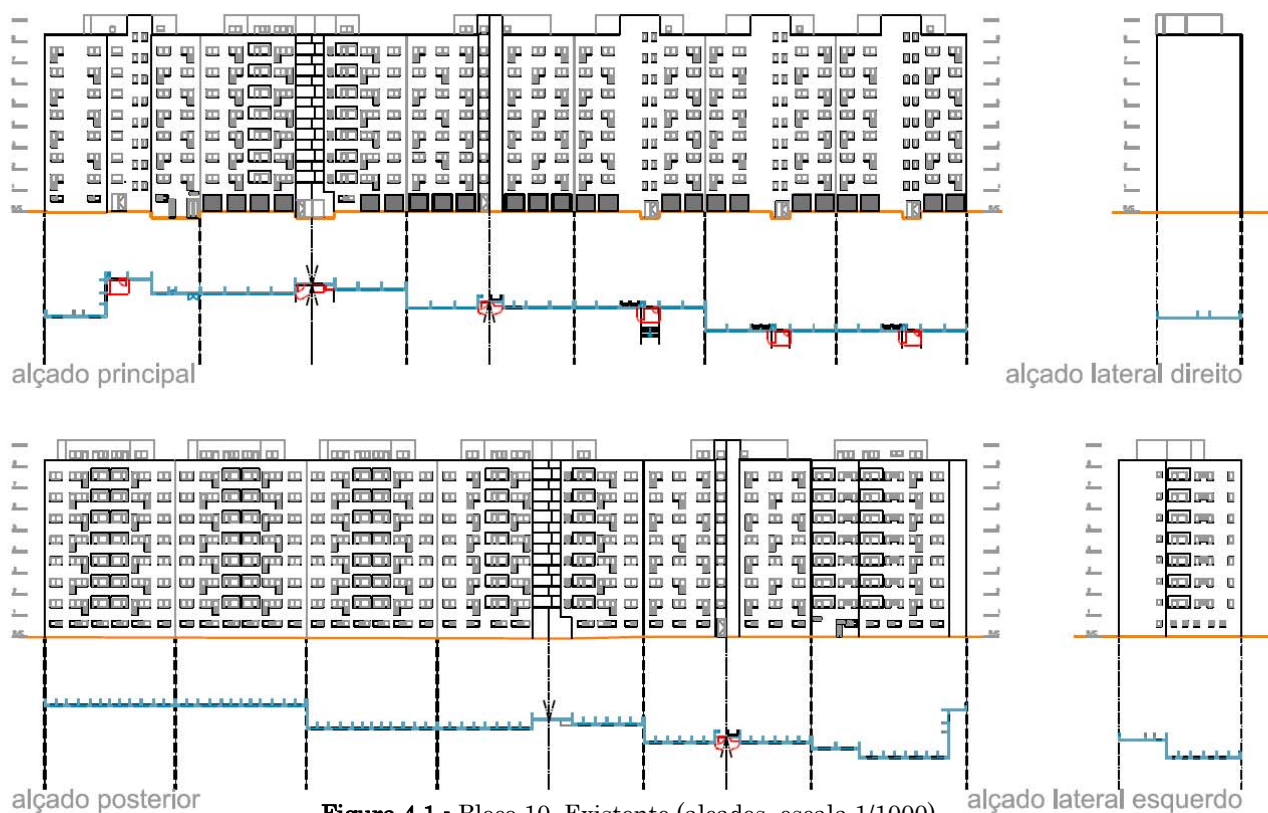 alçado principal
alçado lateral direito
alçado posterior
Figura 4.1 : Bloco 10, Existente (alçados, escala 1/1000)
alçado lateral esquerdo